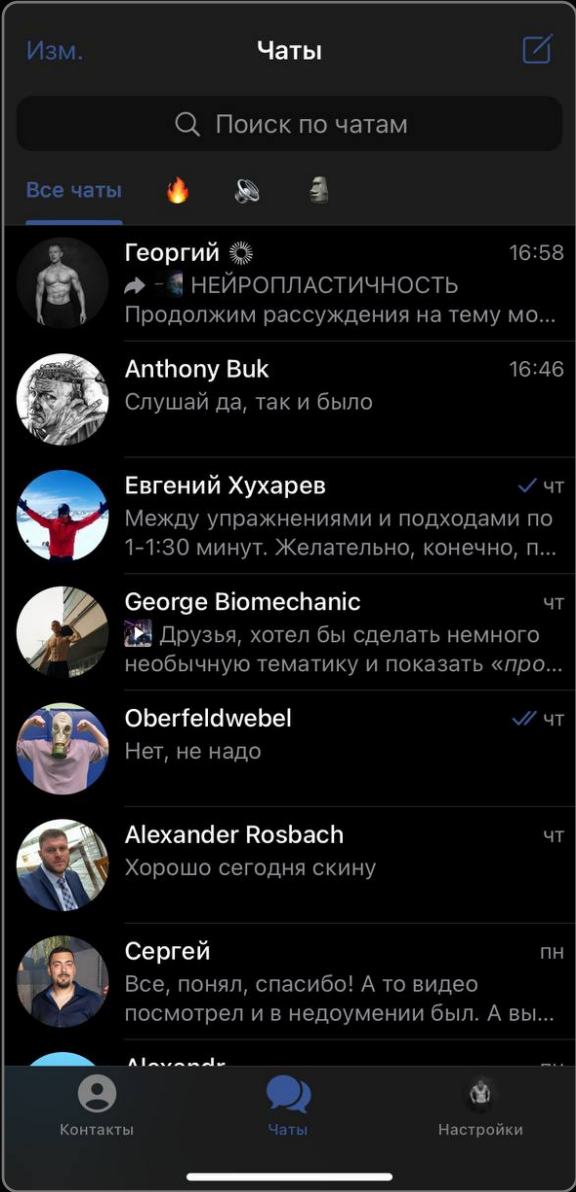 Изм.
Чаты
Поиск по чатам
Все чаты
Георгий
16:58
НЕЙРОПЛАСТИЧНОСТЬ
Продолжим рассуждения на тему мо...
Anthony Buk
16:46
Слушай да, так и было
Евгений Хухарев
чт
Между упражнениями и подходами по
1-1:30 минут. Желательно, конечно, п...
George Biomechanic
чт
Друзья, хотел бы сделать немного
необычную тематику и показать «про...
Oberfeldwebel
чт
Нет, не надо
Alexander Rosbach
чт
Хорошо сегодня скину
Сергей
пн
Все, понял, спасибо! А то видео
посмотрел и в недоумении был. А вы...
Alexandr
пн
Контакты
Чаты
Настройки